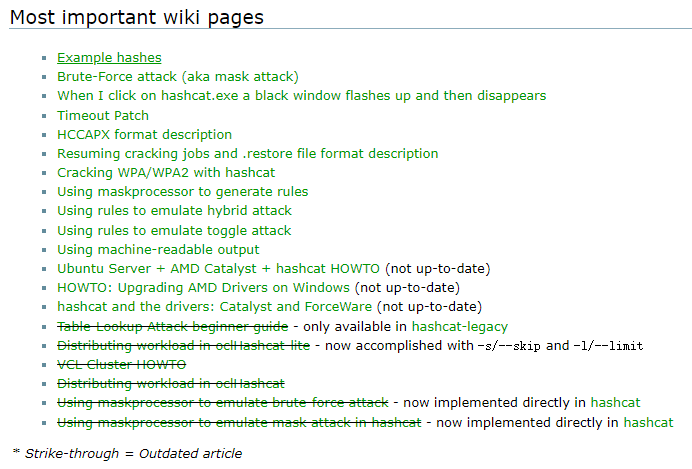 Most important wiki pages
Example hashes
Brute-Force attack (aka mask attack)
When I click on hashcat.exe a black window flashes up and then disappears
Timeout Patch
HCCAPX format description
Resuming cracking jobs and .restore file format description
Cracking WPA/WPA2 with hashcat
Using maskprocessor to generate rules
Using rules to emulate hybrid attack
Using rules to emulate toggle attack
Using machine-readable output
Ubuntu Server + AMD Catalyst + hashcat HOWTO (not up-to-date)
HOWTO: Upgrading AMD Drivers on Windows (not up-to-date)
hashcat and the drivers: Catalyst and ForceWare (not up-to-date)
Table Lookup Attack beginner guide - only available in hashcat-legacy
Distributing workload in oclHashcat-lite - now accomplished with -s/--skip and -l/--limit
VCL Cluster HOWTO
Distributing workload in oclHashcat
Using maskprocessor to emulate brute-force attack - now implemented directly in hashcat
Using maskprocessor to emulate mask attack in hashcat - now implemented directly in hashcat
* Strike-through = Outdated article